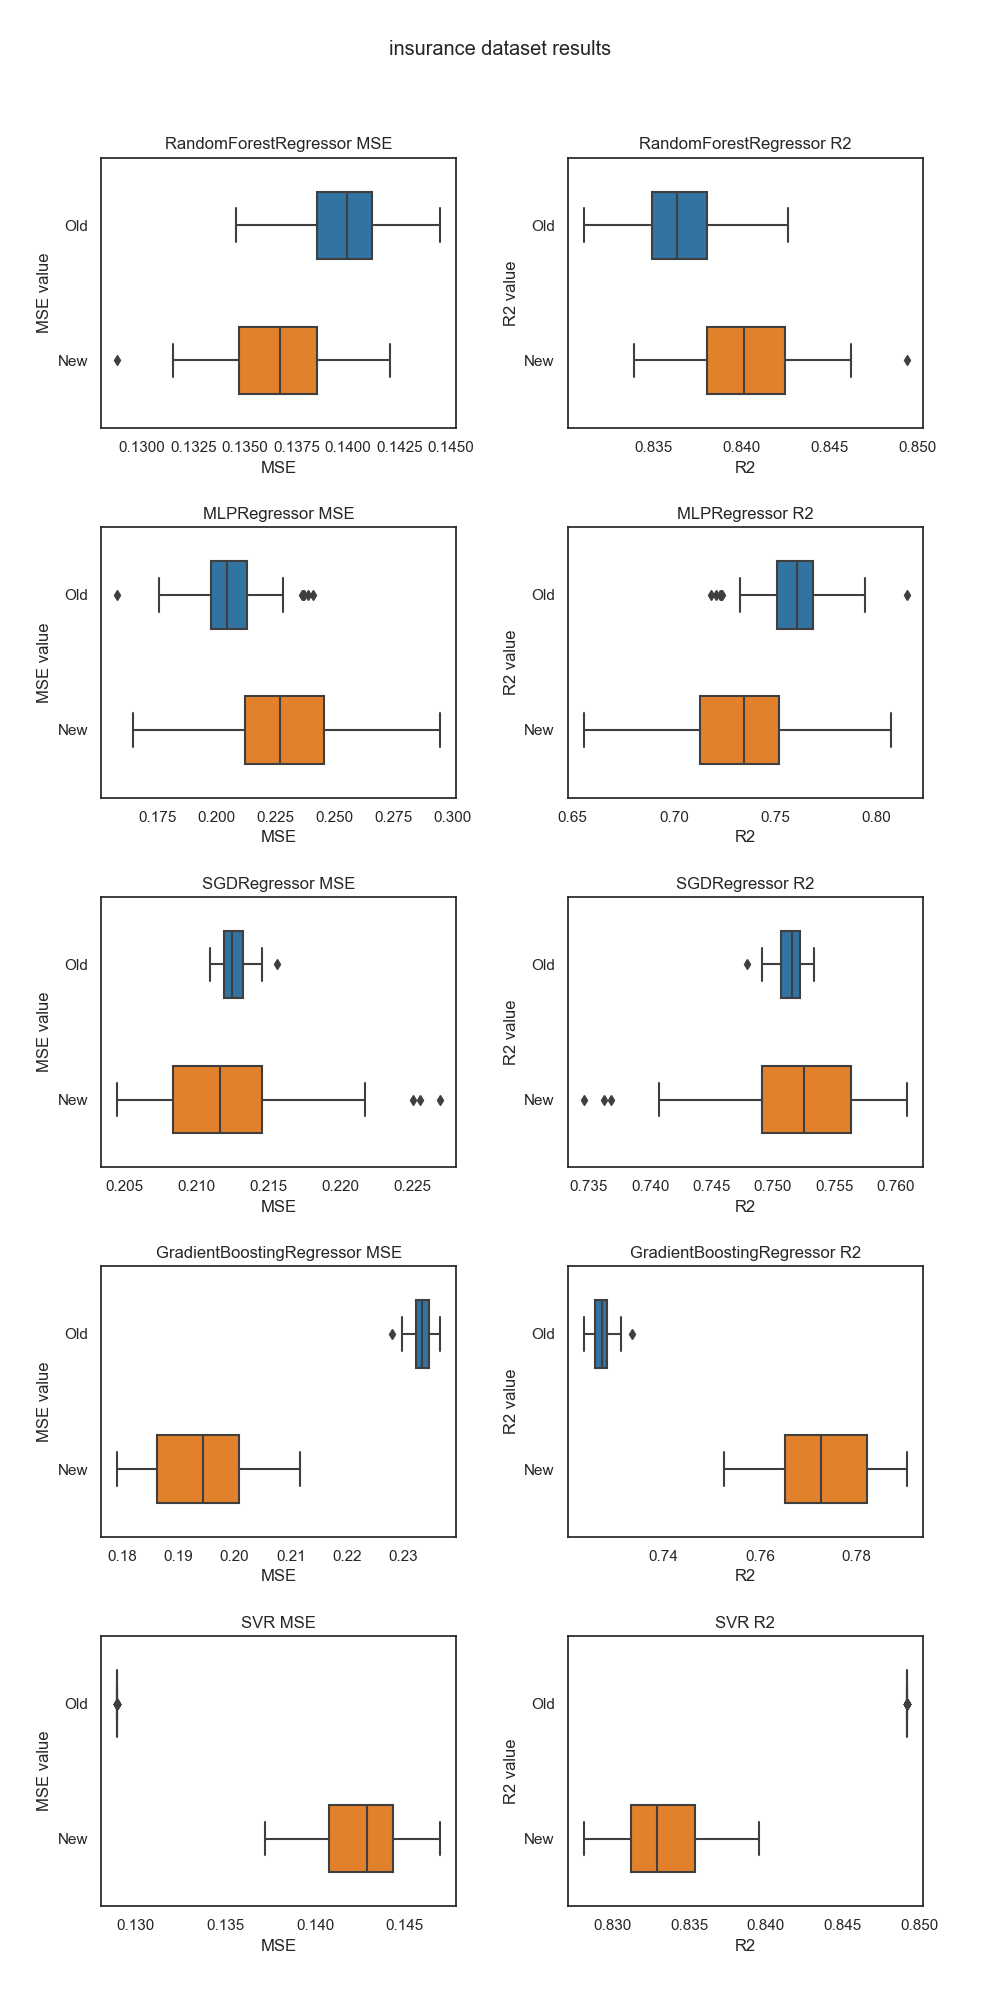 insurance dataset results
RandomForestRegressor MSE
MSE value
Old
New
0.1300 0.1325 0.1350 0.1375 0.1400 0.1425 0.1450
MSE
RandomForestRegressor R2
R2 value
Old
New
0.835 0.840 0.845 0.850
R2
MLPRegressor MSE
MSE value
Old
New
0.175 0.200 0.225 0.250 0.275 0.300
MSE
MLPRegressor R2
R2 value
Old
New
0.65 0.70 0.75 0.80
R2
SGDRegressor MSE
MSE value
Old
New
0.205 0.210 0.215 0.220 0.225
MSE
SGDRegressor R2
R2 value
Old
New
0.735 0.740 0.745 0.750 0.755 0.760
R2
GradientBoostingRegressor MSE
MSE value
Old
New
0.18 0.19 0.20 0.21 0.22 0.23
MSE
GradientBoostingRegressor R2
R2 value
Old
New
0.74 0.76 0.78
R2
SVR MSE
MSE value
Old
New
0.130 0.135 0.140 0.145
MSE
SVR R2
R2 value
Old
New
0.830 0.835 0.840 0.845 0.850
R2